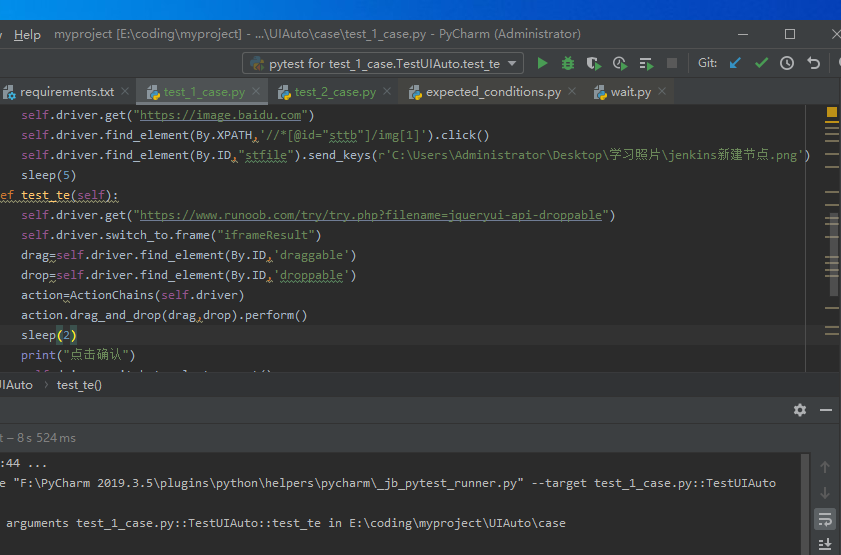 Help myproject [E:\coding\myproject] - ...\UIAuto\case\test_1_case.py - PyCharm (Administrator)
pytest for test_1_case.TestUIAuto.test_te Git:
requirements.txt test_1_case.py test_2_case.py expected_conditions.py wait.py
self.driver.get("https://image.baidu.com")
self.driver.find_element(By.XPATH,'//*[@id="sttb"]/img[1]').click()
self.driver.find_element(By.ID,"stfile").send_keys(r'C:\Users\Administrator\Desktop\学习照片\jenkins新建节点.png')
sleep(5)
ef test_te(self):
self.driver.get("https://www.runoob.com/try/try.php?filename=jqueryui-api-droppable")
self.driver.switch_to.frame("iframeResult")
drag=self.driver.find_element(By.ID,'draggable')
drop=self.driver.find_element(By.ID,'droppable')
action=ActionChains(self.driver)
action.drag_and_drop(drag,drop).perform()
sleep(2)
print("点击确认")
UIAuto test_te()
t – 8 s 524 ms
:44 ...
e "F:\PyCharm 2019.3.5\plugins\python\helpers\pycharm\_jb_pytest_runner.py" --target test_1_case.py::TestUIAuto
arguments test_1_case.py::TestUIAuto::test_te in E:\coding\myproject\UIAuto\case